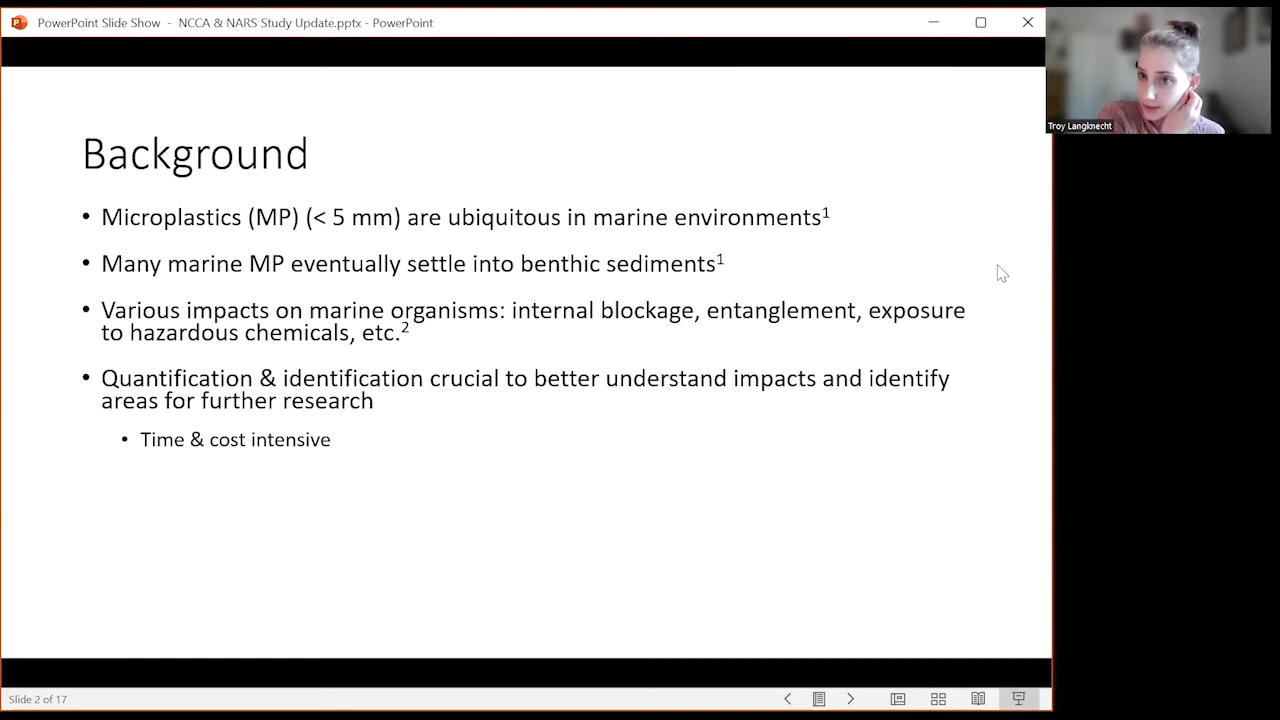 PowerPoint Slide Show - NCCA & NARS Study Update.pptx - PowerPoint
Troy Langknecht
Background
• Microplastics (MP) (< 5 mm) are ubiquitous in marine environments¹
• Many marine MP eventually settle into benthic sediments¹
• Various impacts on marine organisms: internal blockage, entanglement, exposure
to hazardous chemicals, etc.²
• Quantification & identification crucial to better understand impacts and identify
areas for further research
• Time & cost intensive
Slide 2 of 17